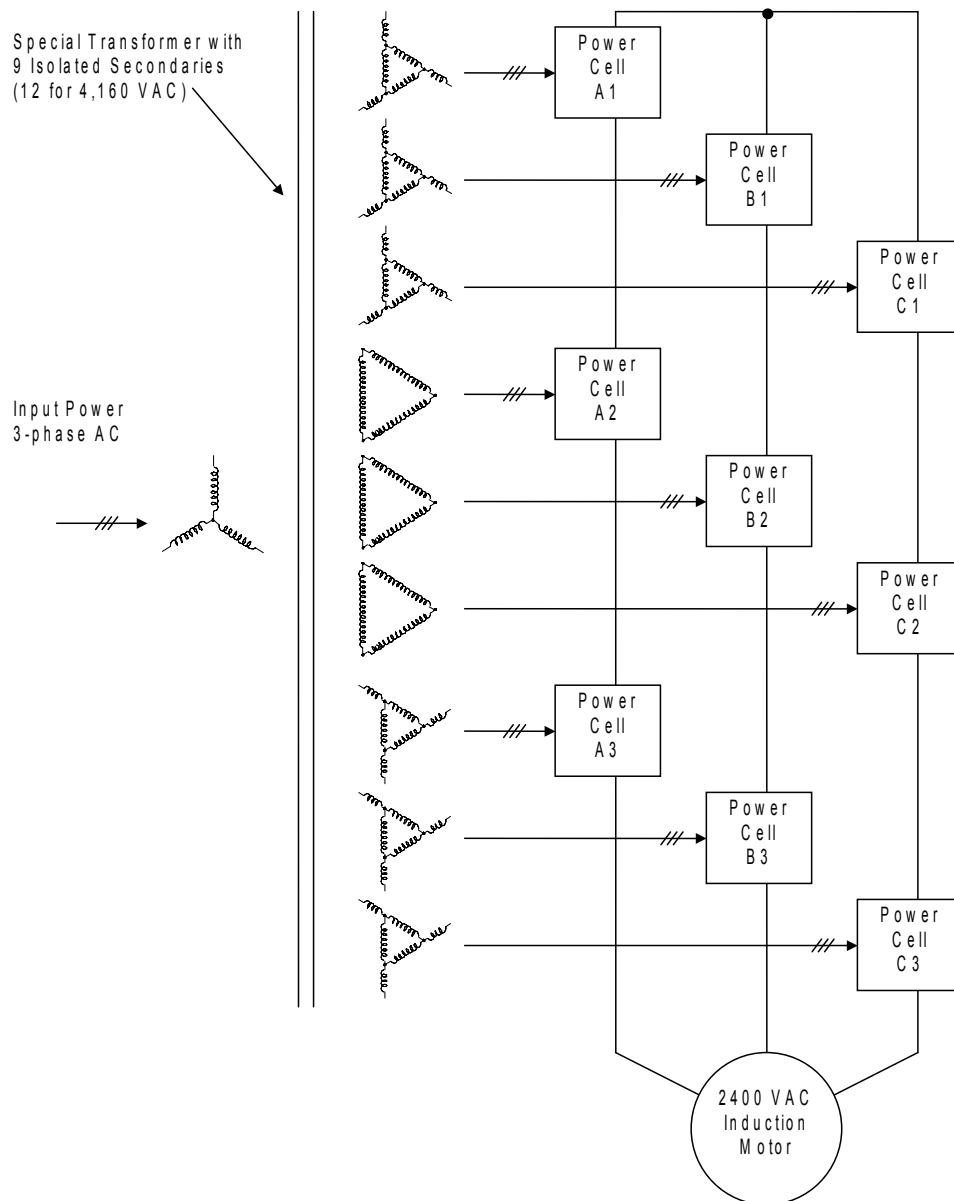 Special Transformer with
9 Isolated Secondaries
(12 for 4,160 VAC)
Power
Cell
A1
Power
Cell
B1
Power
Cell
C1
Power
Cell
A2
Input Power
3-phase AC
Power
Cell
B2
Power
Cell
C2
Power
Cell
A3
Power
Cell
B3
Power
Cell
C3
2400 VAC
Induction
Motor